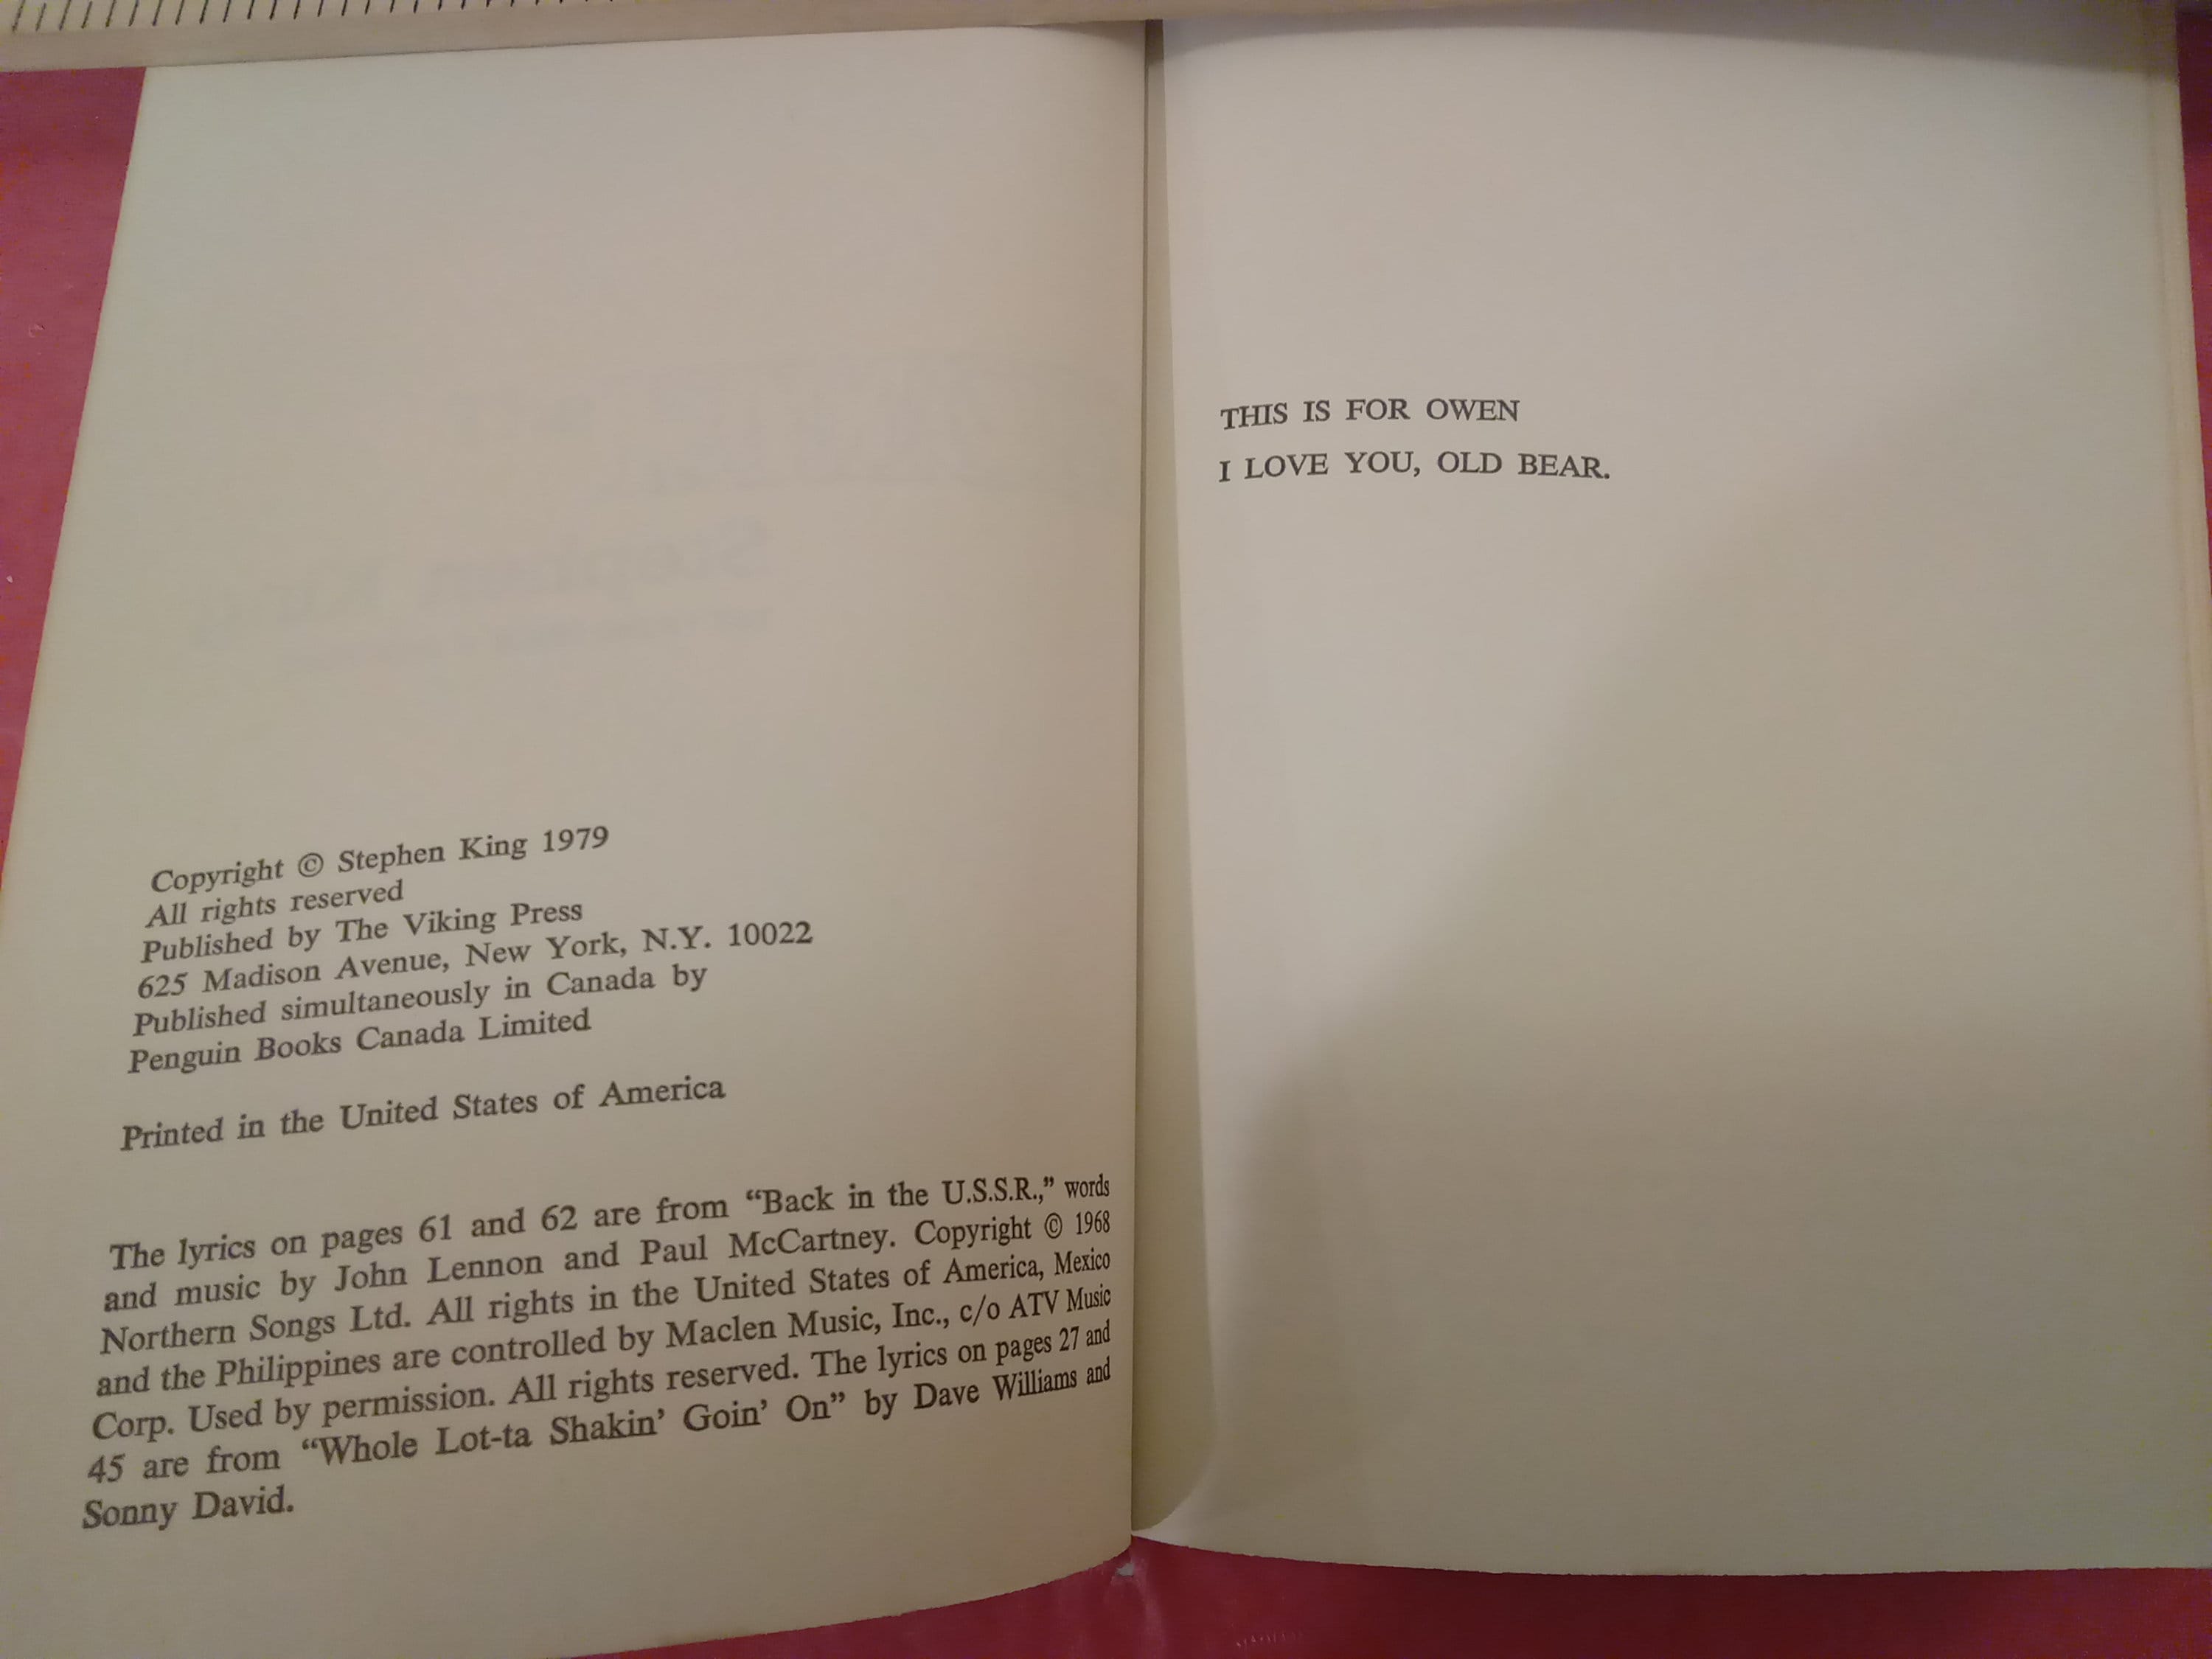 Copyright © Stephen King 1979
All rights reserved
Published by The Viking Press
625 Madison Avenue, New York, N.Y. 10022
Published simultaneously in Canada by
Penguin Books Canada Limited
Printed in the United States of America
The lyrics on pages 61 and 62 are from “Back in the U.S.S.R.,” words
and music by John Lennon and Paul McCartney. Copyright © 1968
Northern Songs Ltd. All rights in the United States of America, Mexico
and the Philippines are controlled by Maclen Music, Inc., c/o ATV Music
Corp. Used by permission. All rights reserved. The lyrics on pages 27 and
45 are from “Whole Lot-ta Shakin’ Goin’ On” by Dave Williams and
Sonny David.
THIS IS FOR OWEN
I LOVE YOU, OLD BEAR.